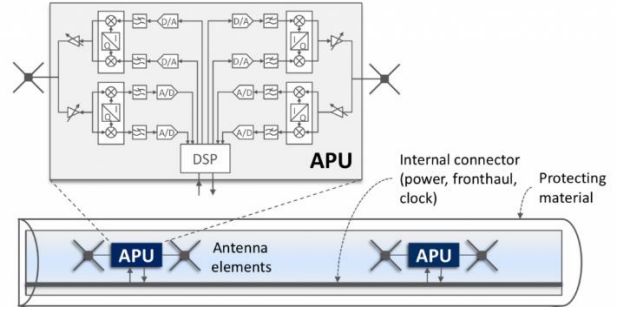 D/A
D/A
D/A
D/A
I
Q
I
Q
A/D
A/D
A/D
A/D
I
Q
I
Q
DSP
APU
Internal connector
(power, fronthaul,
clock)
Protecting
material
APU
Antenna
elements
APU